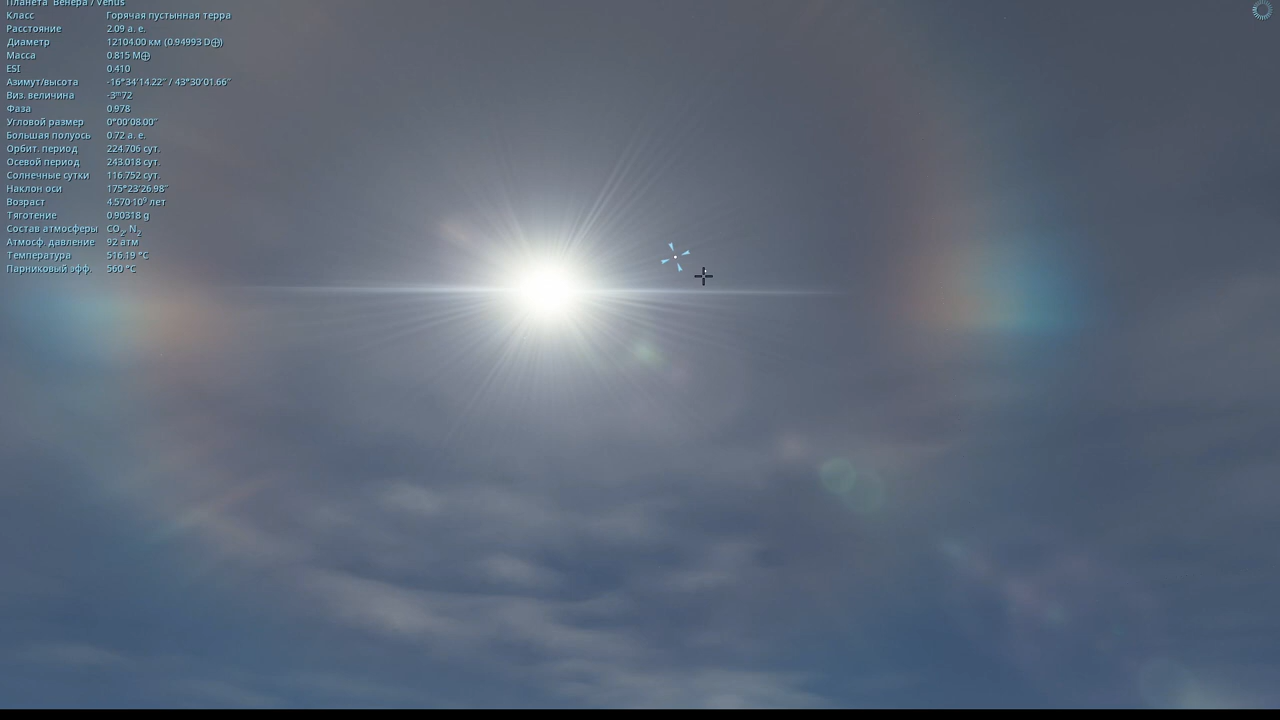 Планета Венера / Venus
Класс Горячая пустынная терра
Расстояние 2.09 а. е.
Диаметр 12104.00 км (0.94993 D⊕)
Масса 0.815 M⊕
ESI 0.410
Азимут/высота -16°34'14.22" / 43°30'01.66"
Виз. величина -3ᵐ72
Фаза 0.978
Угловой размер 0°00'08.00"
Большая полуось 0.72 а. е.
Орбит. период 224.706 сут.
Осевой период 243.018 сут.
Солнечные сутки 116.752 сут.
Наклон оси 175°23'26.98"
Возраст 4.570·10⁹ лет
Тяготение 0.90318 g
Состав атмосферы CO₂, N₂
Атмосф. давление 92 атм
Температура 516.19 °C
Парниковый эфф. 560 °C